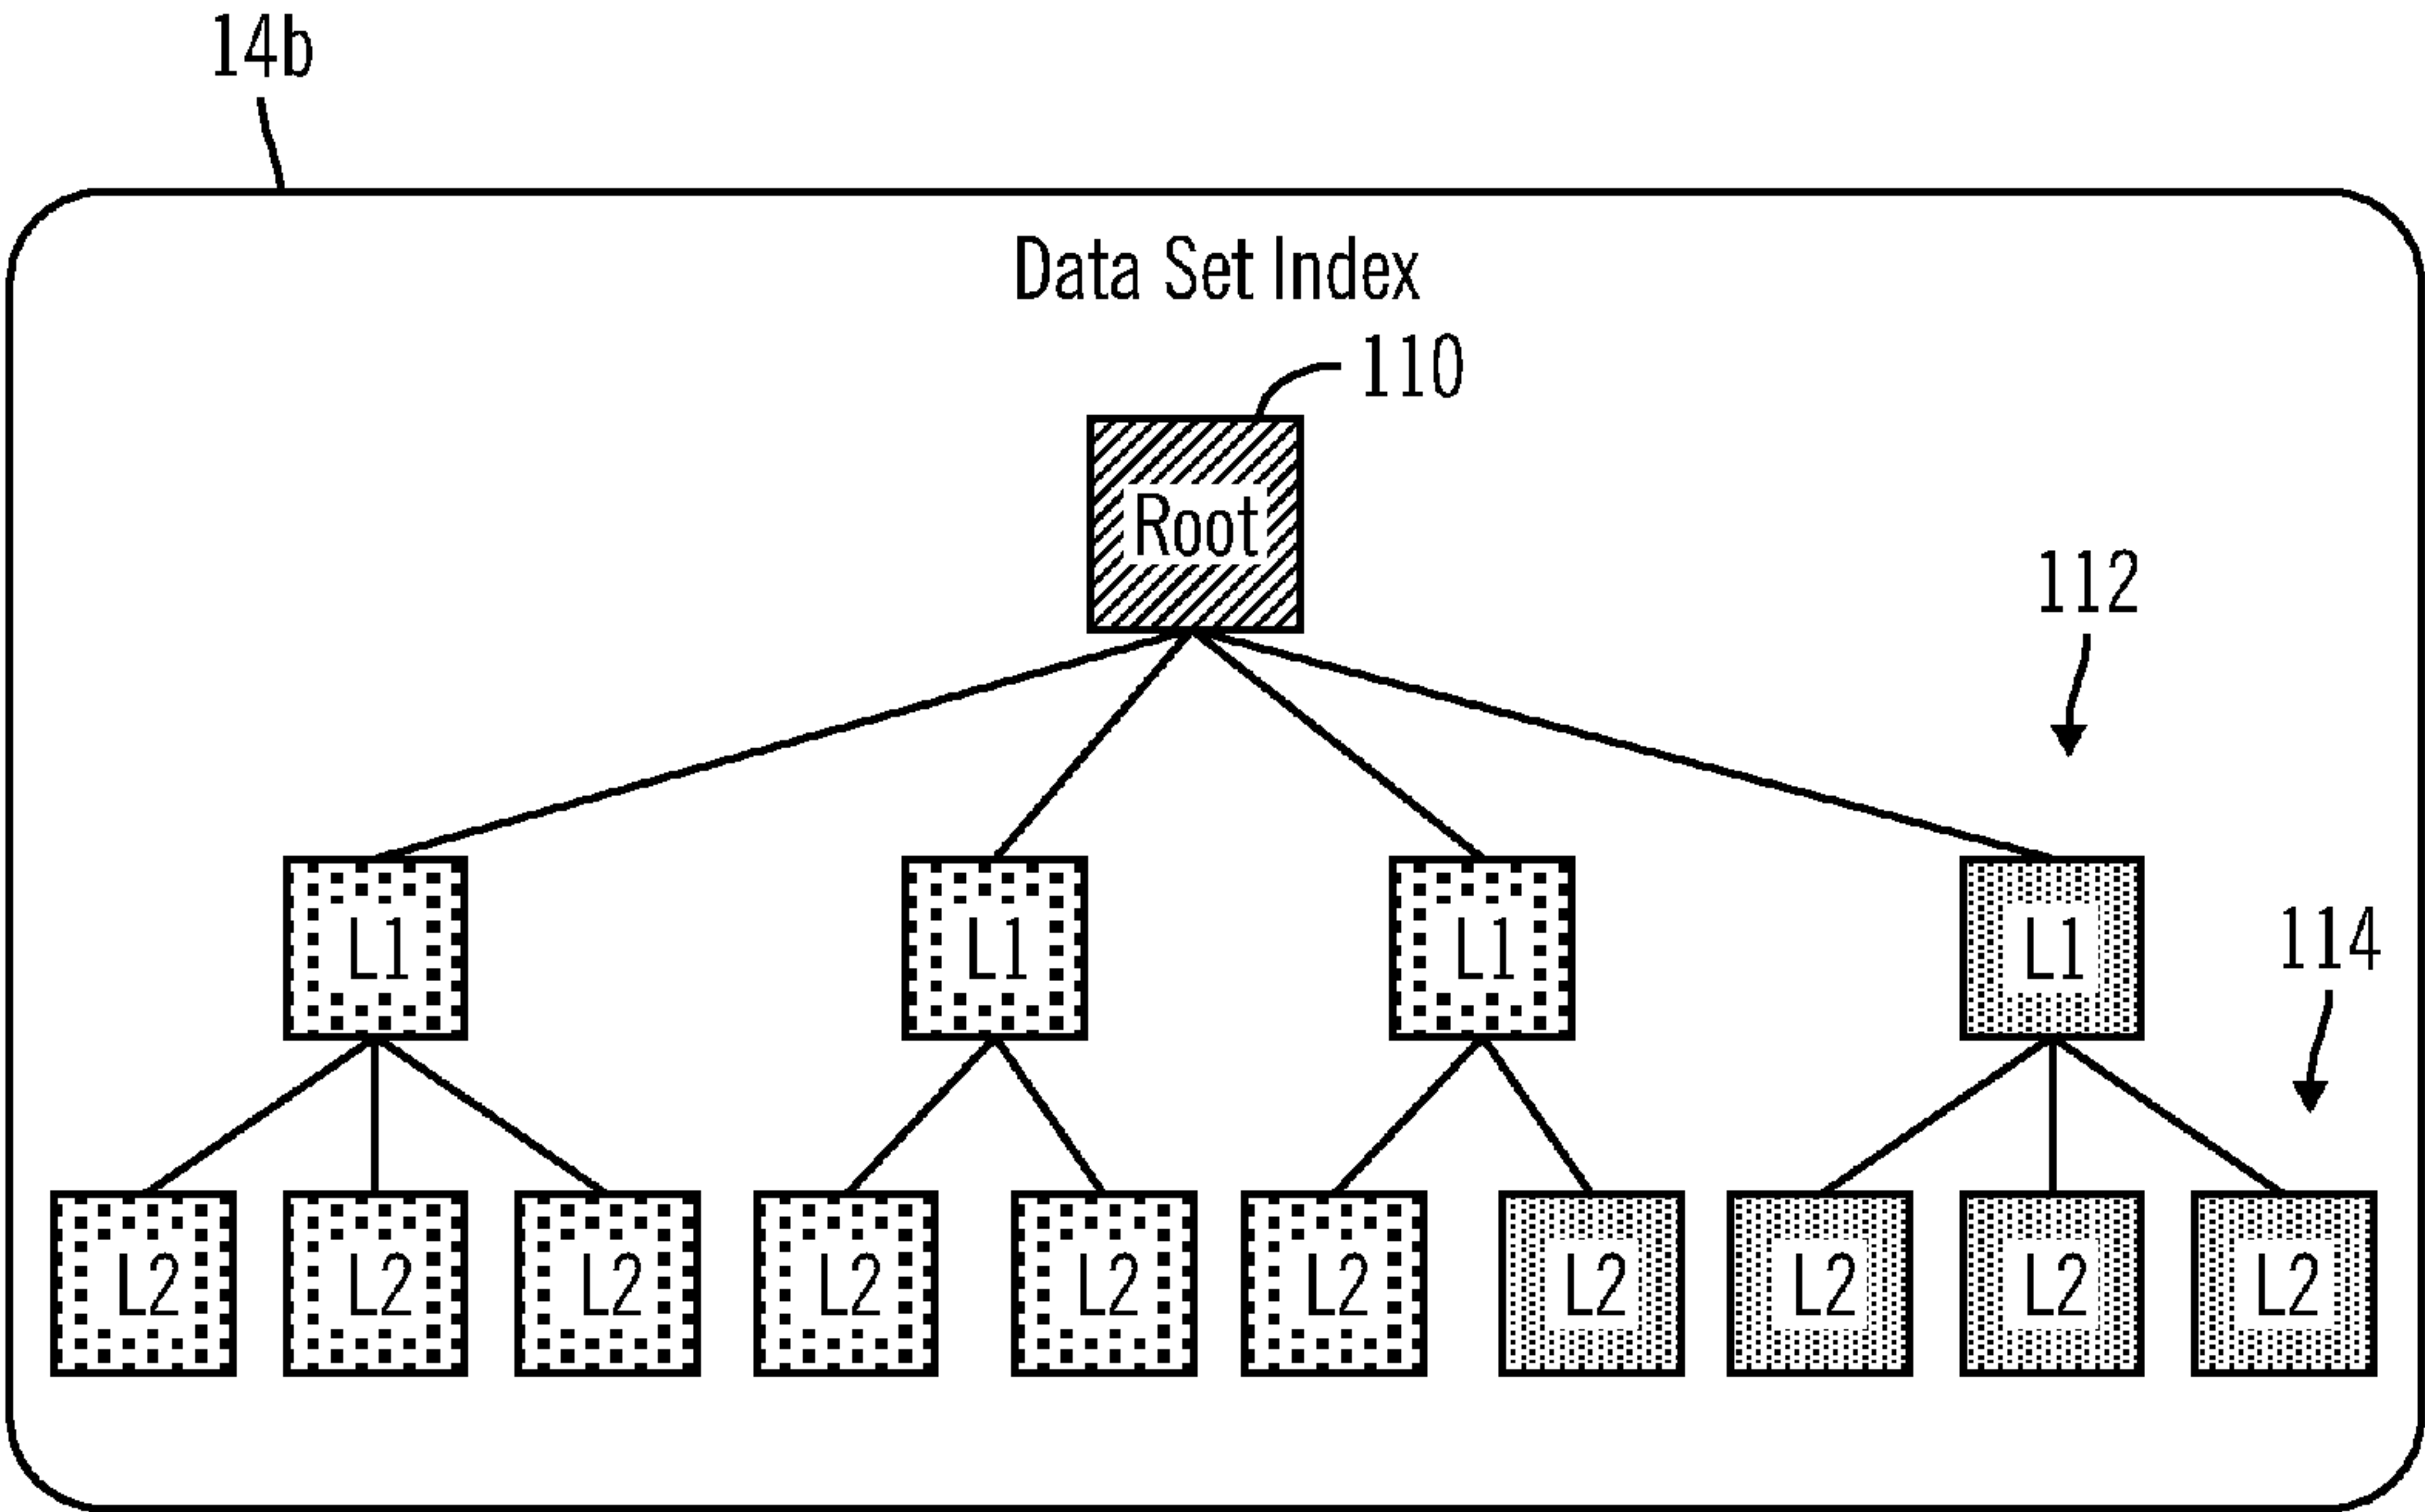 14b
Data Set Index
110
Root
112
L1 L1 L1 L1
114
L2 L2 L2 L2 L2 L2 L2 L2 L2 L2